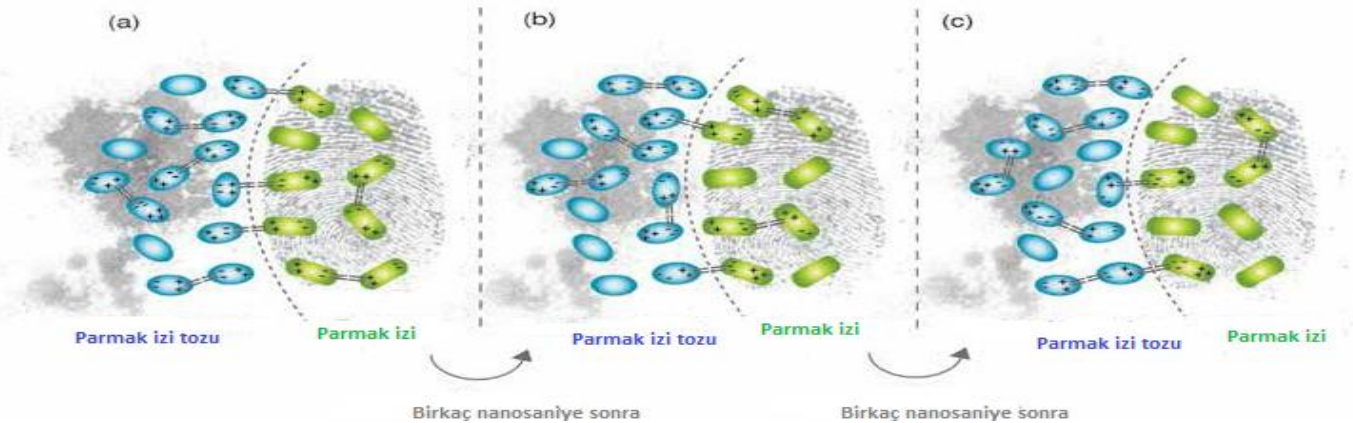 (a)
(b)
(c)
Parmak izi tozu
Parmak izi
Parmak izi tozu
Parmak izi
Parmak izi tozu
Parmak izi
Birkaç nanosaniye sonra
Birkaç nanosaniye sonra